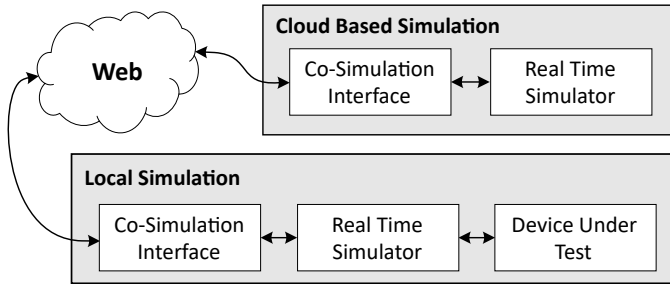 Cloud Based Simulation
Web
Co-Simulation
Interface
Real Time
Simulator
Local Simulation
Co-Simulation
Interface
Real Time
Simulator
Device Under
Test